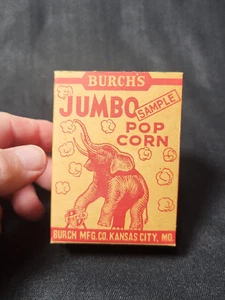 BURCH'S
JUMBO
SAMPLE
POP
CORN
BURCH MFG. CO. KANSAS CITY, MO.